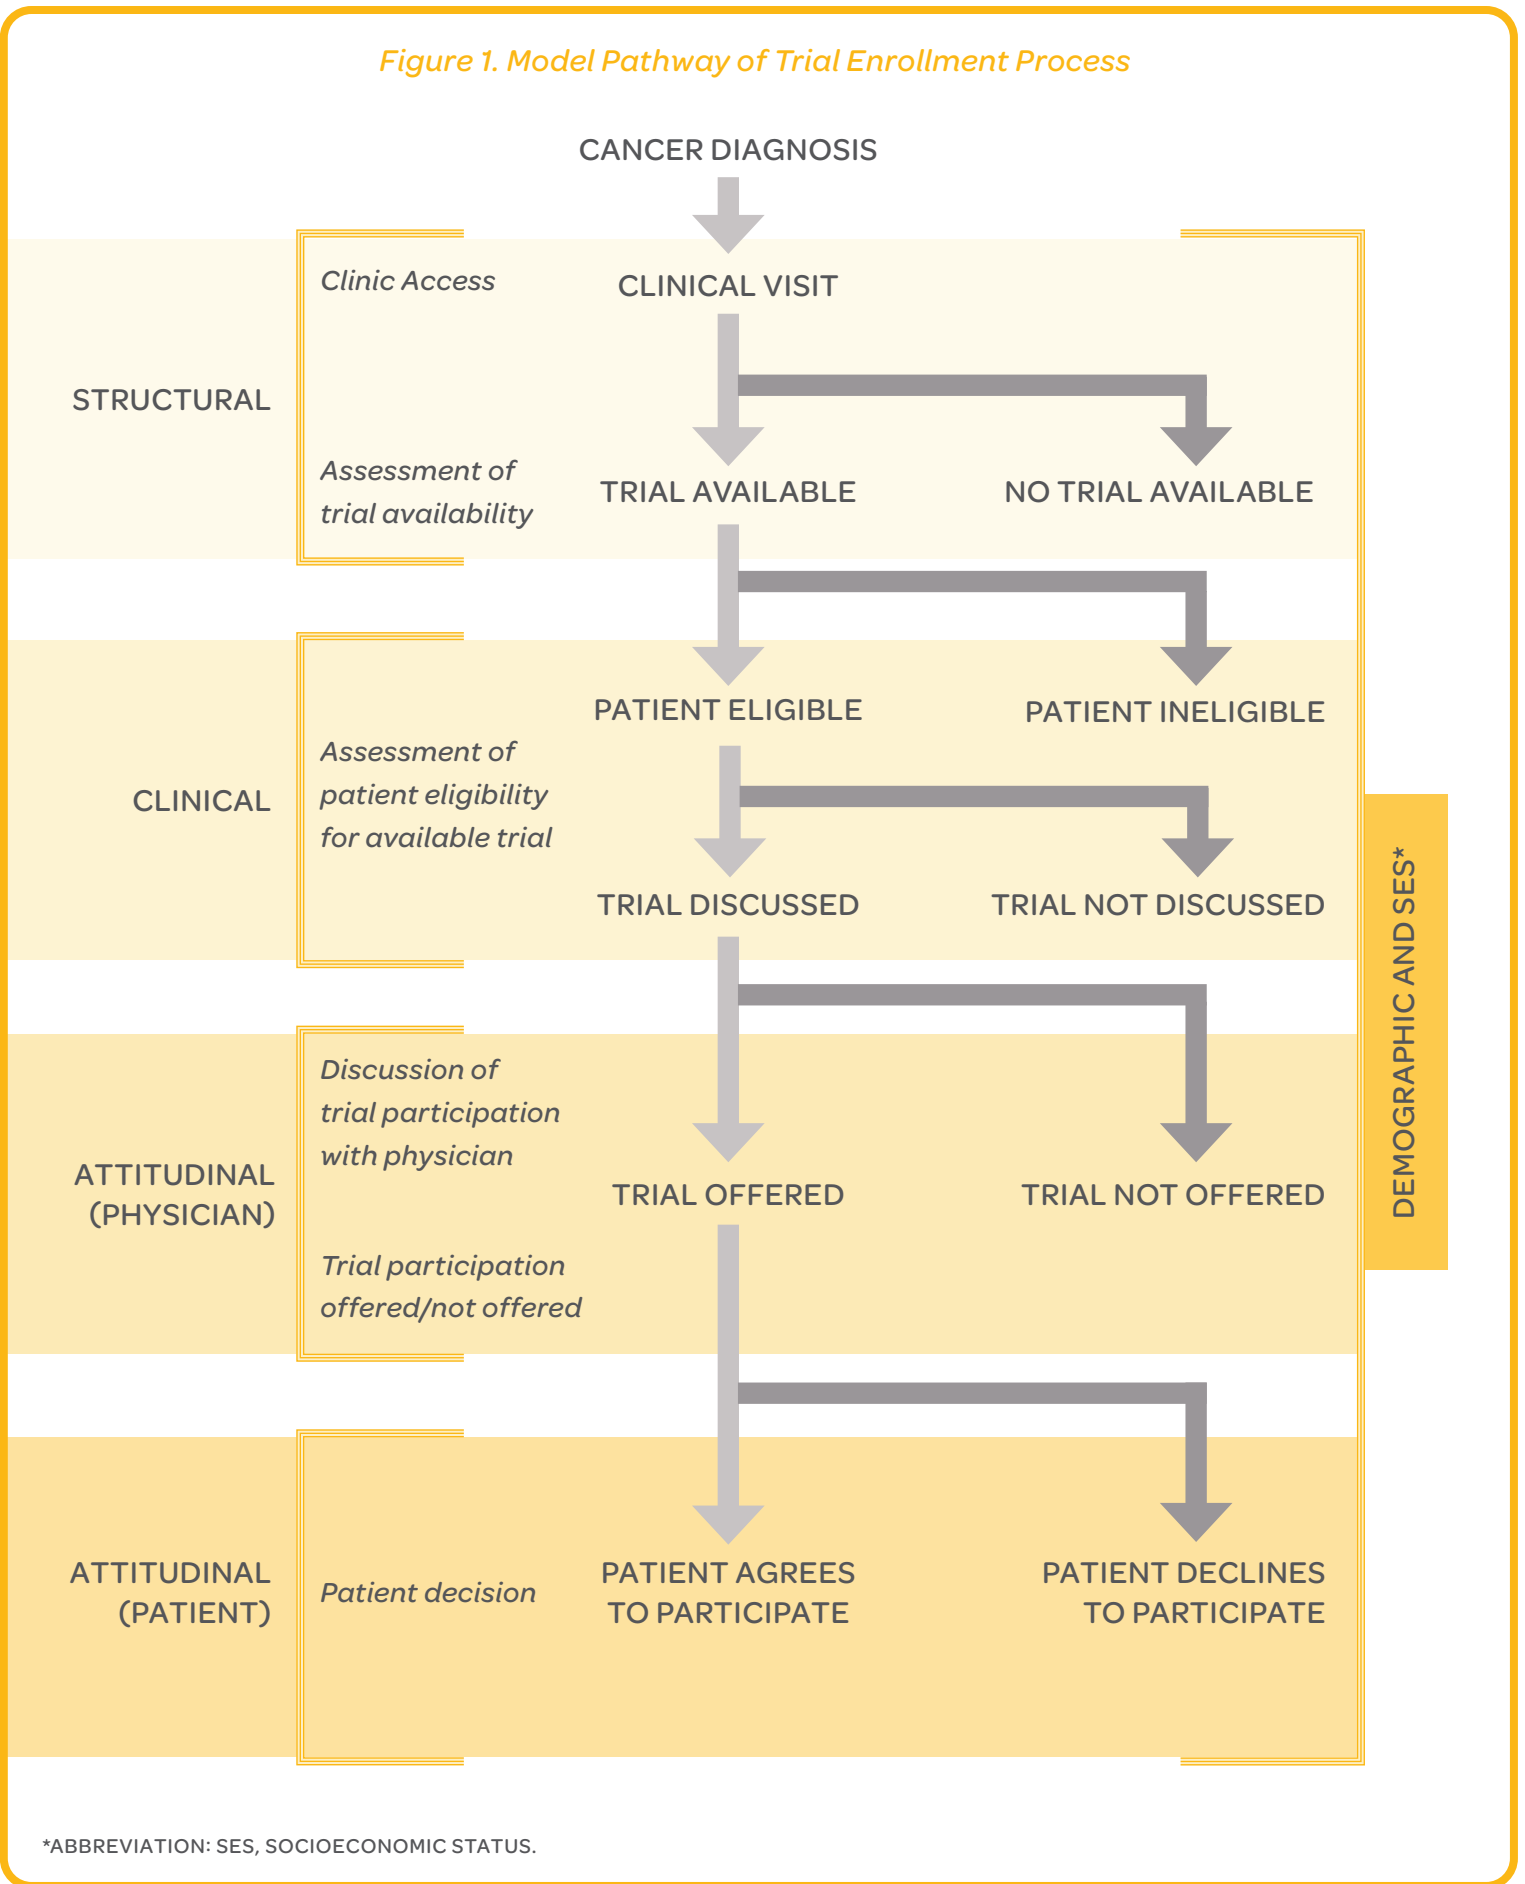 Figure 1. Model Pathway of Trial Enrollment Process
CANCER DIAGNOSIS
STRUCTURAL
Clinic Access
CLINICAL VISIT
Assessment of
trial availability
TRIAL AVAILABLE
NO TRIAL AVAILABLE
CLINICAL
Assessment of
patient eligibility
for available trial
PATIENT ELIGIBLE
PATIENT INELIGIBLE
TRIAL DISCUSSED
TRIAL NOT DISCUSSED
ATTITUDINAL
(PHYSICIAN)
Discussion of
trial participation
with physician
TRIAL OFFERED
TRIAL NOT OFFERED
Trial participation
offered/not offered
ATTITUDINAL
(PATIENT)
Patient decision
PATIENT AGREES
TO PARTICIPATE
PATIENT DECLINES
TO PARTICIPATE
DEMOGRAPHIC AND SES*
*ABBREVIATION: SES, SOCIOECONOMIC STATUS.